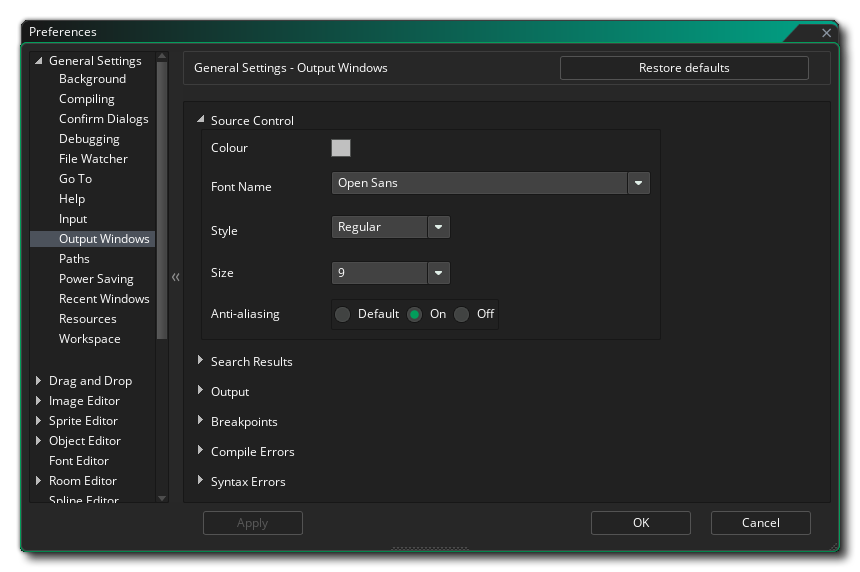 Preferences
General Settings
Background
Compiling
Confirm Dialogs
Debugging
File Watcher
Go To
Help
Input
Output Windows
Paths
Power Saving
Recent Windows
Resources
Workspace
Drag and Drop
Image Editor
Sprite Editor
Object Editor
Font Editor
Room Editor
Spline Editor
General Settings - Output Windows
Restore defaults
Source Control
Colour
Font Name
Open Sans
Style
Regular
Size
9
Anti-aliasing
Default On Off
Search Results
Output
Breakpoints
Compile Errors
Syntax Errors
Apply
OK
Cancel